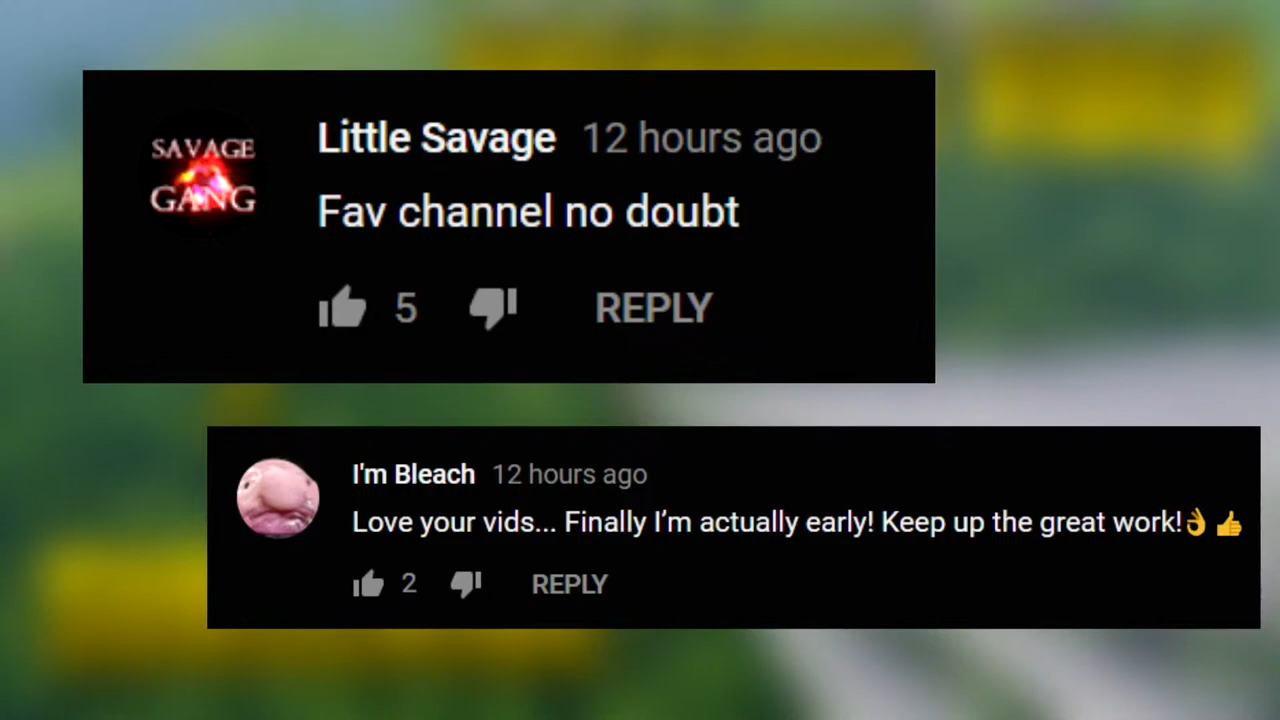 SAVAGE
GANG
Little Savage 12 hours ago
Fav channel no doubt
5 REPLY
I'm Bleach 12 hours ago
Love your vids... Finally I’m actually early! Keep up the great work!👌👍
2 REPLY